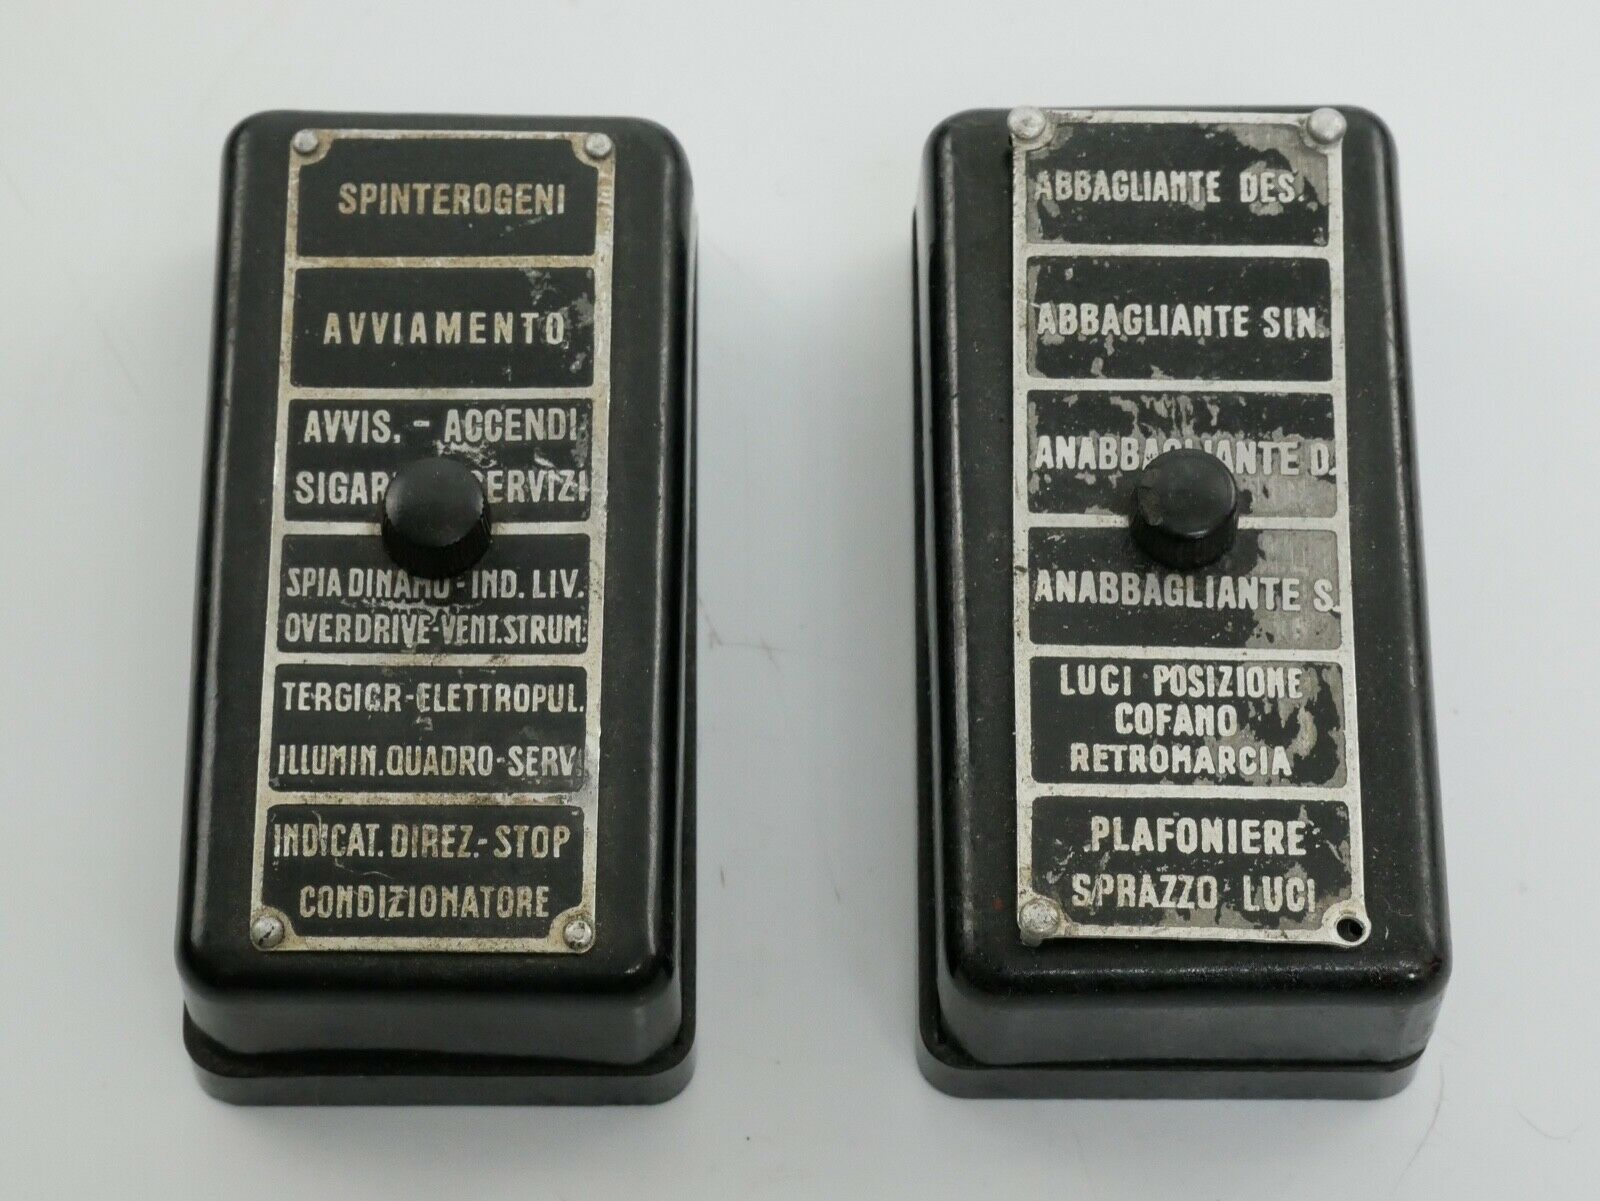 SPINTEROGENI
AVVIAMENTO
AVVIS. - ACCENDI
SERVIZI
SPIA DINAMO - IND. LIV.
OVERDRIVE-VENT.STRUM.
TERGICR-ELETTROPUL.
ILLUMIN.QUADRO-SERV
INDICAT. DIREZ.-STOP
CONDIZIONATORE
ABBAGLIANTE DES.
ABBAGLIANTE SIN.
ANABBAGLIANTE D.
ANABBAGLIANTE S.
LUCI POSIZIONE
COFANO
RETROMARCIA
PLAFONIERE
SPRAZZO LUCI